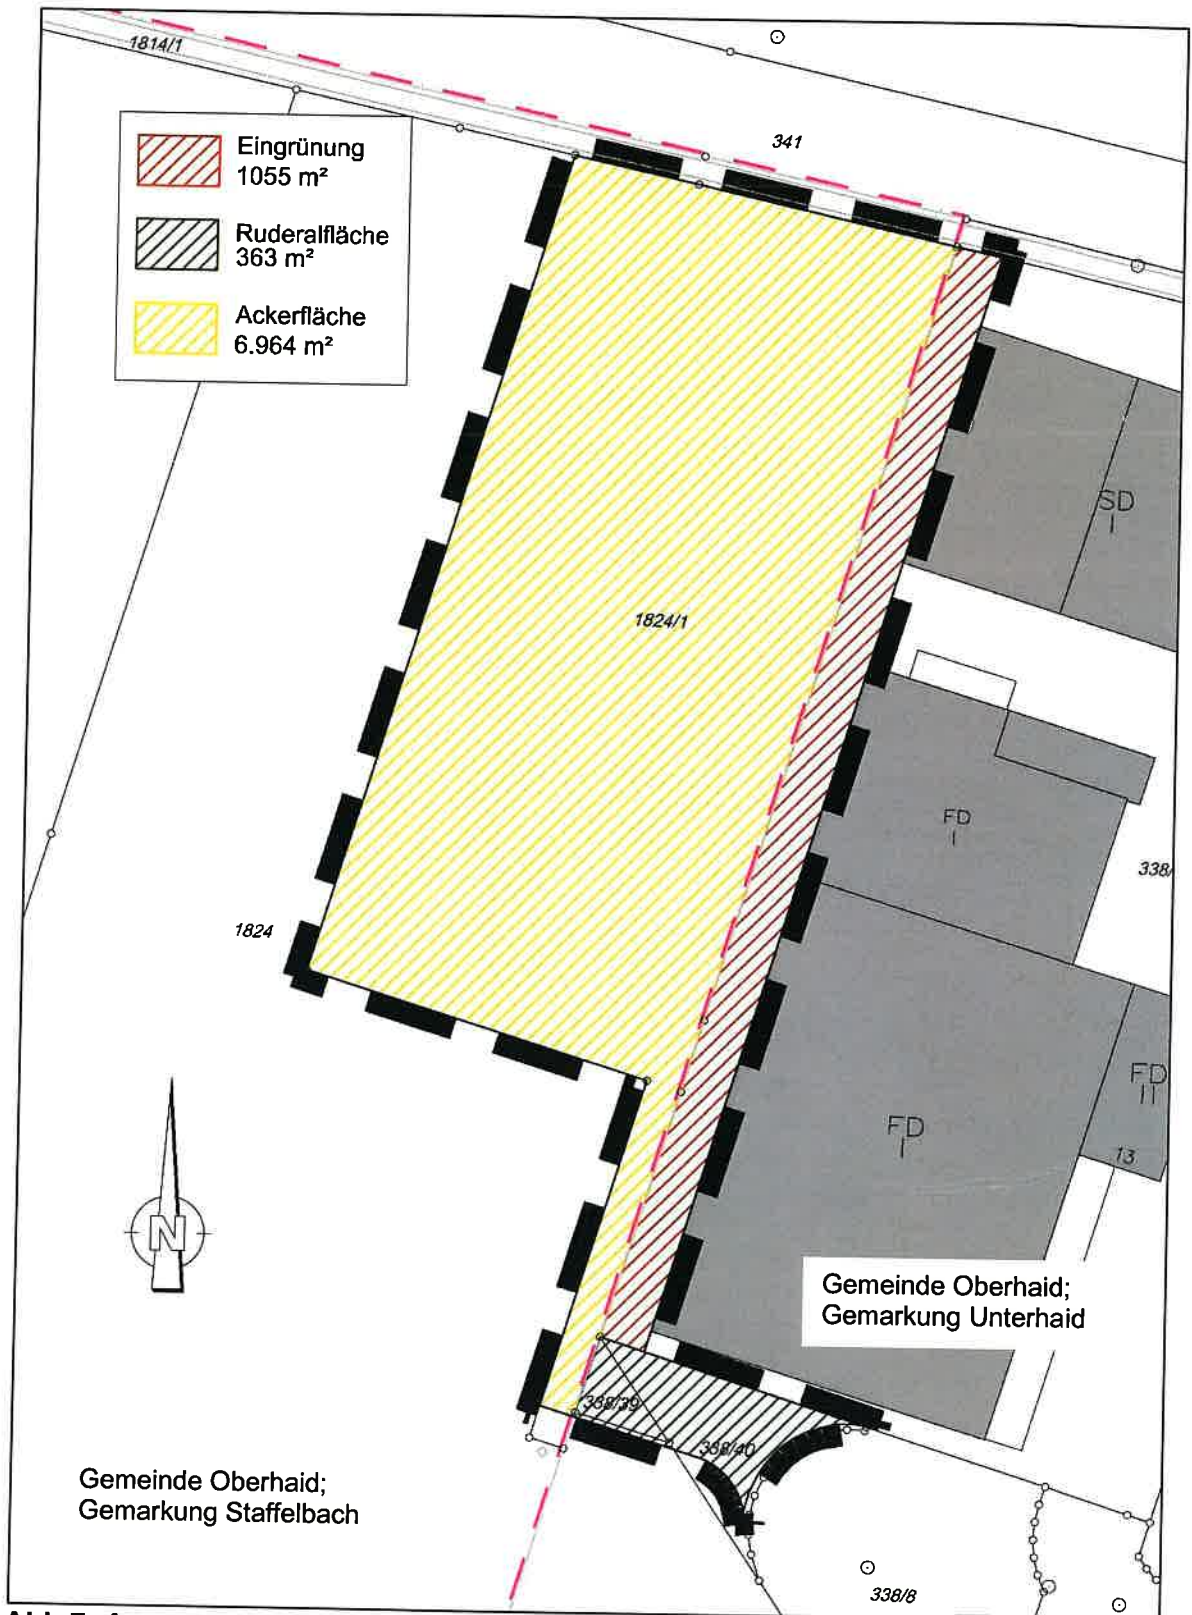 1814/1
341
Eingrünung
1055 m²
Ruderalfläche
363 m²
Ackerfläche
6.964 m²
SD
I
1824/1
FD
I
338/
1824
FD
II
FD
I
13
N
Gemeinde Oberhaid;
Gemarkung Unterhaid
338/39
338/40
Gemeinde Oberhaid;
Gemarkung Staffelbach
338/8